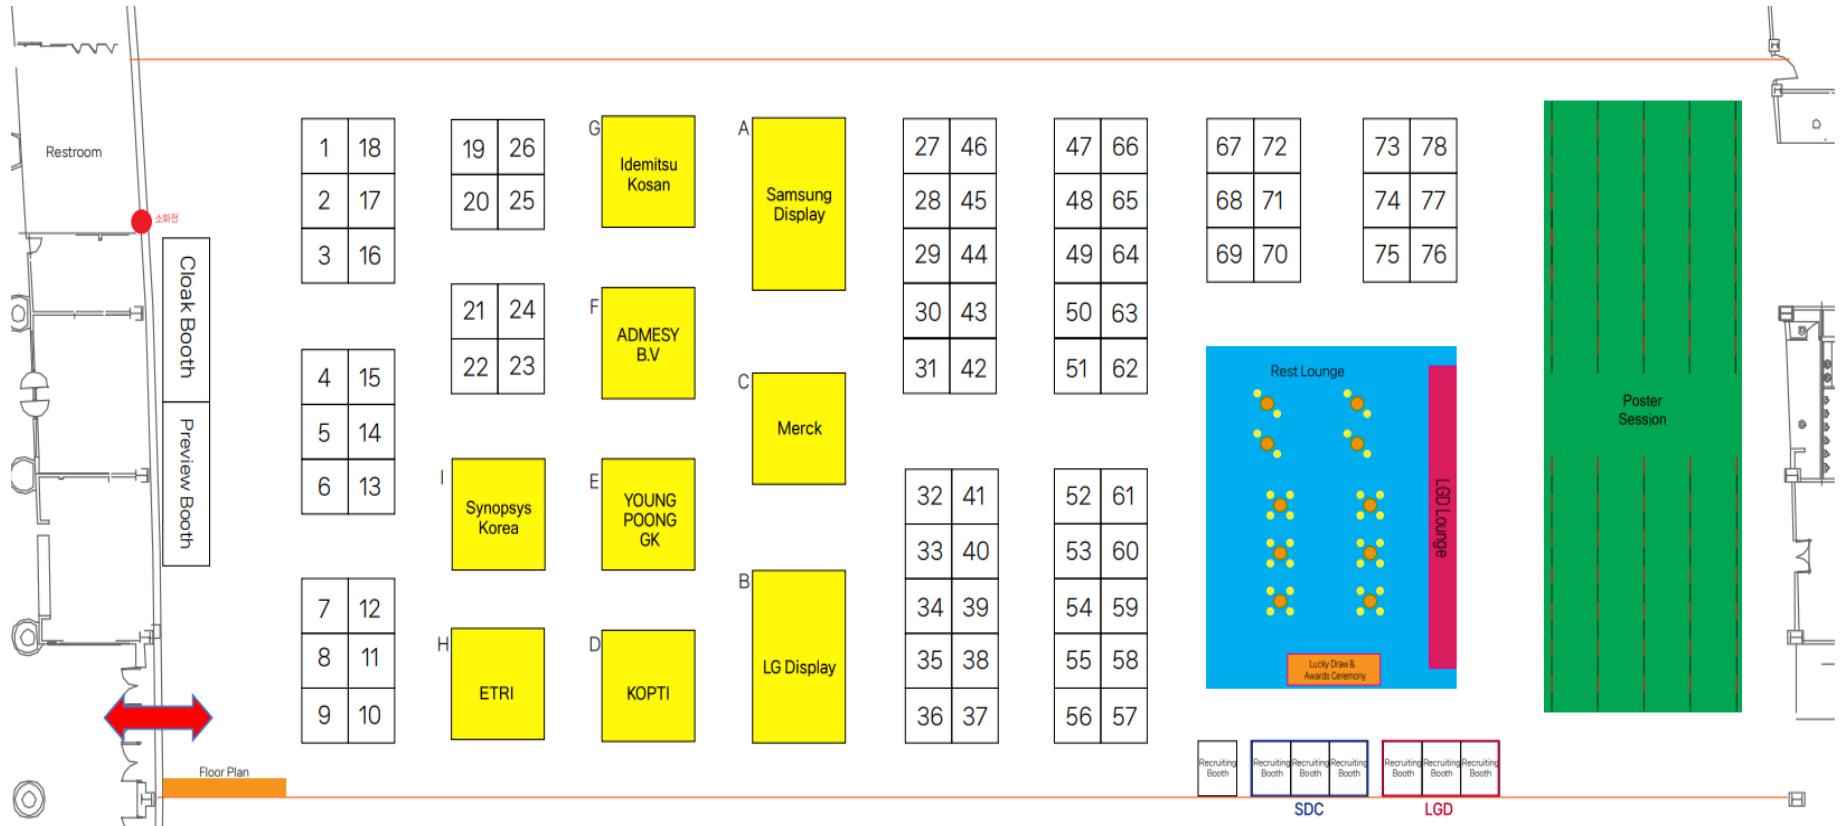 Restroom
소화전
Cloak Booth
Preview Booth
Floor Plan
1 18
2 17
3 16
4 15
5 14
6 13
7 12
8 11
9 10
19 26
20 25
21 24
22 23
I
Synopsys
Korea
H
ETRI
G
Idemitsu
Kosan
F
ADMESY
B.V
E
YOUNG
POONG
GK
D
KOPTI
A
Samsung
Display
C
Merck
B
LG Display
27 46
28 45
29 44
30 43
31 42
32 41
33 40
34 39
35 38
36 37
47 66
48 65
49 64
50 63
51 62
52 61
53 60
54 59
55 58
56 57
67 72
68 71
69 70
73 78
74 77
75 76
Rest Lounge
LGD Lounge
Lucky Draw &
Awards Ceremony
Poster
Session
Recruiting
Booth
Recruiting
Booth
Recruiting
Booth
Recruiting
Booth
SDC
Recruiting
Booth
Recruiting
Booth
Recruiting
Booth
LGD